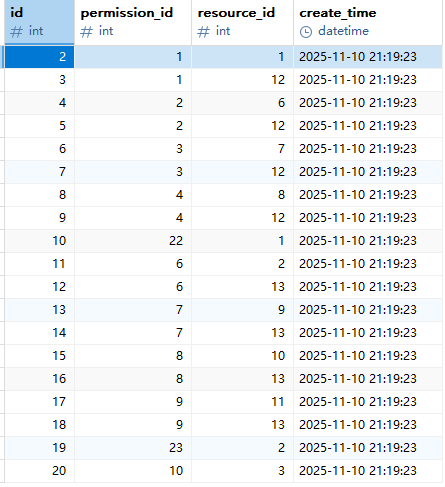 id permission_id resource_id create_time
# int # int # int datetime
2 1 1 2025-11-10 21:19:23
3 1 12 2025-11-10 21:19:23
4 2 6 2025-11-10 21:19:23
5 2 12 2025-11-10 21:19:23
6 3 7 2025-11-10 21:19:23
7 3 12 2025-11-10 21:19:23
8 4 8 2025-11-10 21:19:23
9 4 12 2025-11-10 21:19:23
10 22 1 2025-11-10 21:19:23
11 6 2 2025-11-10 21:19:23
12 6 13 2025-11-10 21:19:23
13 7 9 2025-11-10 21:19:23
14 7 13 2025-11-10 21:19:23
15 8 10 2025-11-10 21:19:23
16 8 13 2025-11-10 21:19:23
17 9 11 2025-11-10 21:19:23
18 9 13 2025-11-10 21:19:23
19 23 2 2025-11-10 21:19:23
20 10 3 2025-11-10 21:19:23